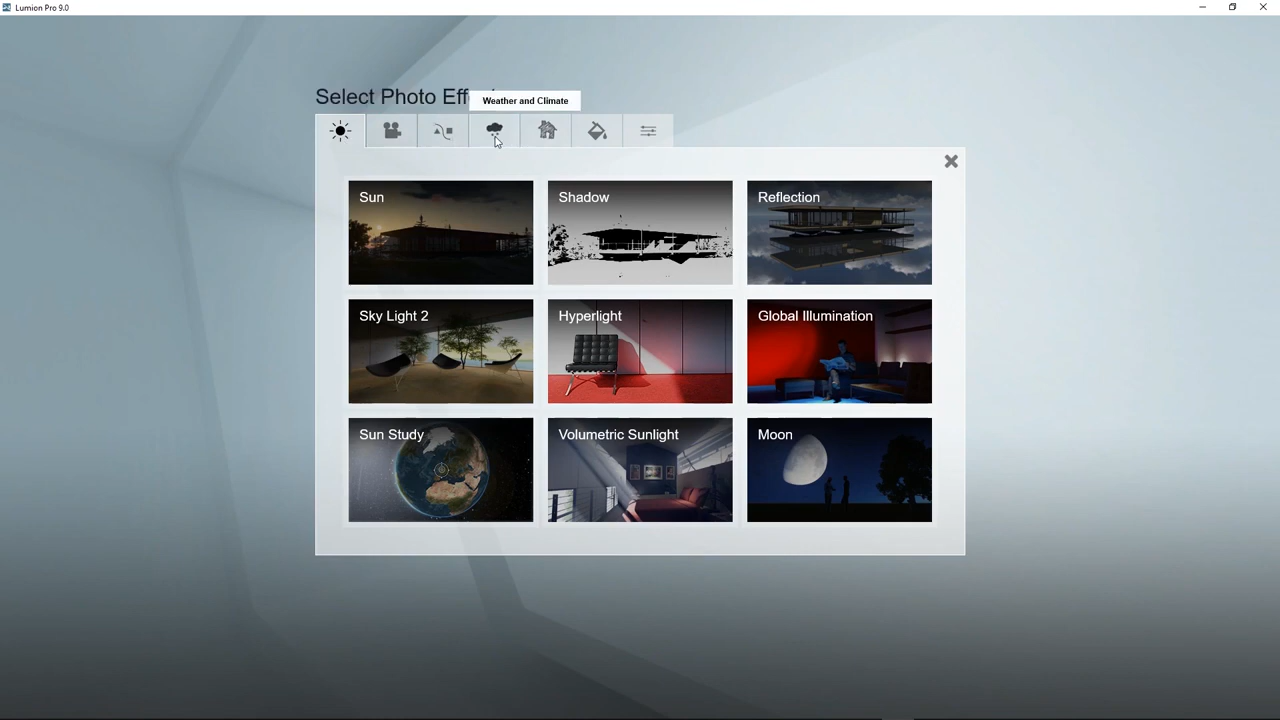 Lumion Pro 9.0
Select Photo Eff
Weather and Climate
Sun
Shadow
Reflection
Sky Light 2
Hyperlight
Global Illumination
Sun Study
Volumetric Sunlight
Moon